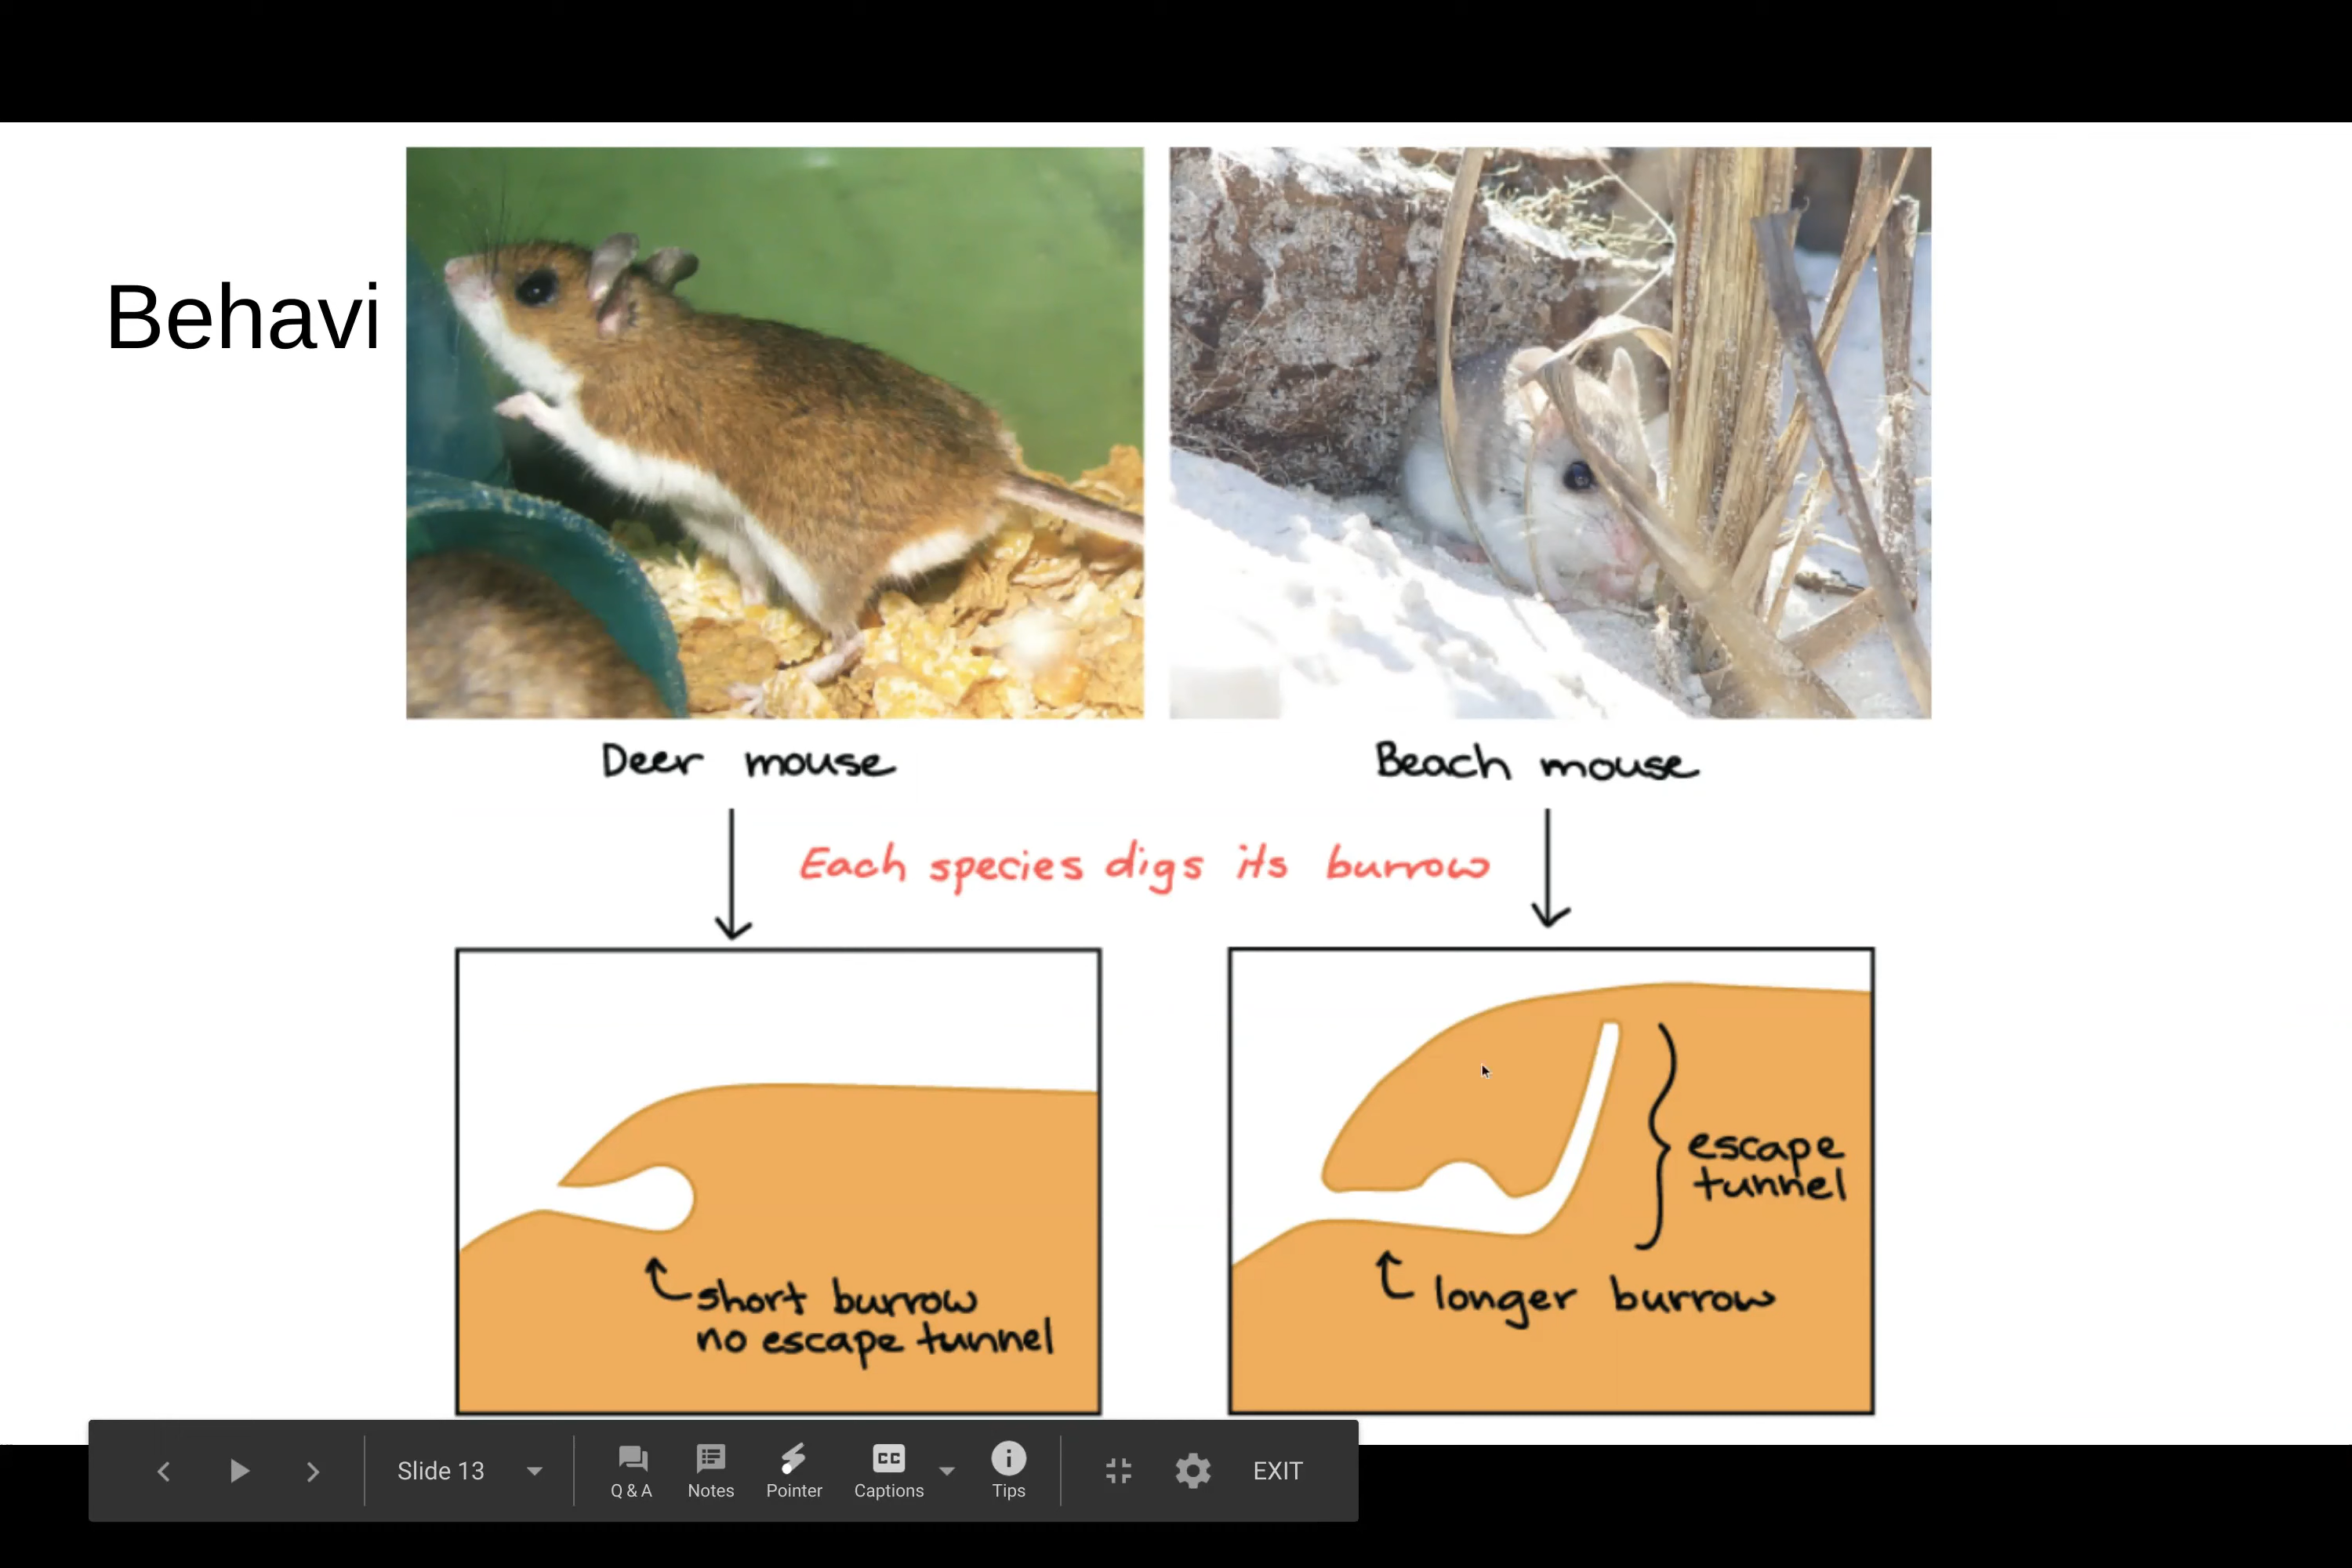 Behavi
Deer mouse
Beach mouse
Each species digs its burrow
short burrow
no escape tunnel
escape
tunnel
longer burrow
Slide 13
Q & A
Notes
Pointer
CC
Captions
Tips
EXIT